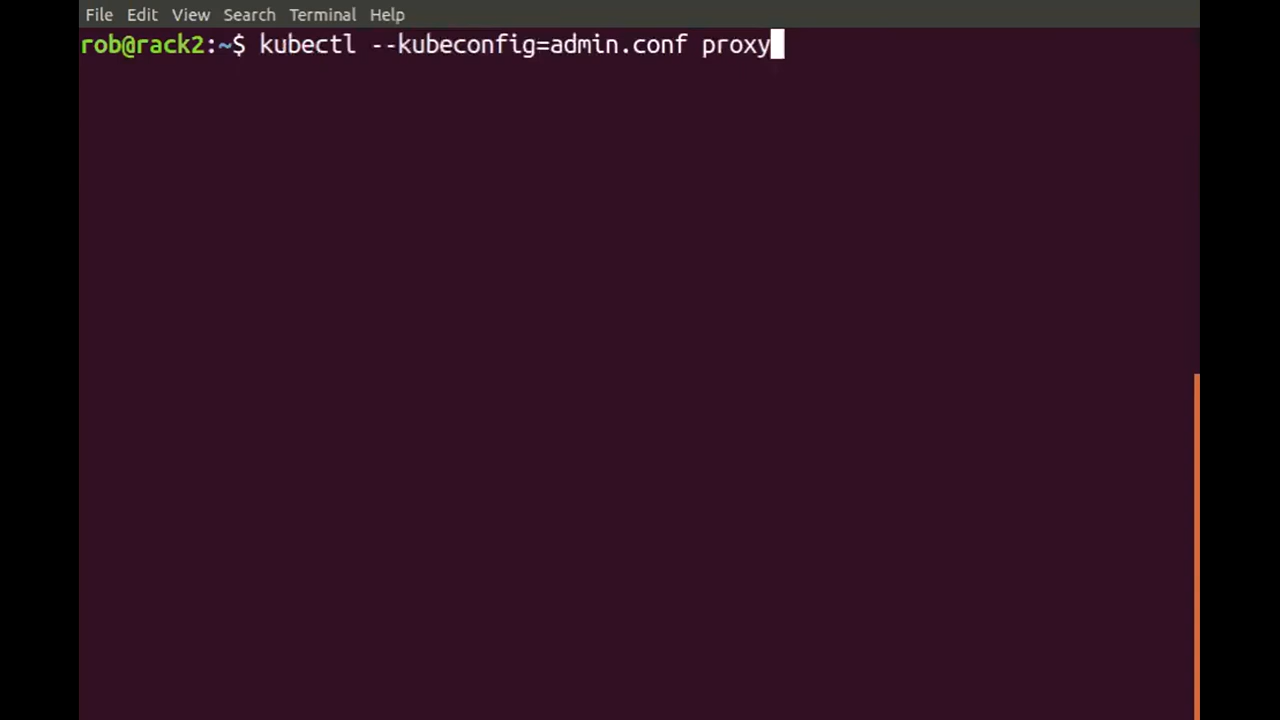 File Edit View Search Terminal Help
rob@rack2:~$ kubectl --kubeconfig=admin.conf proxy